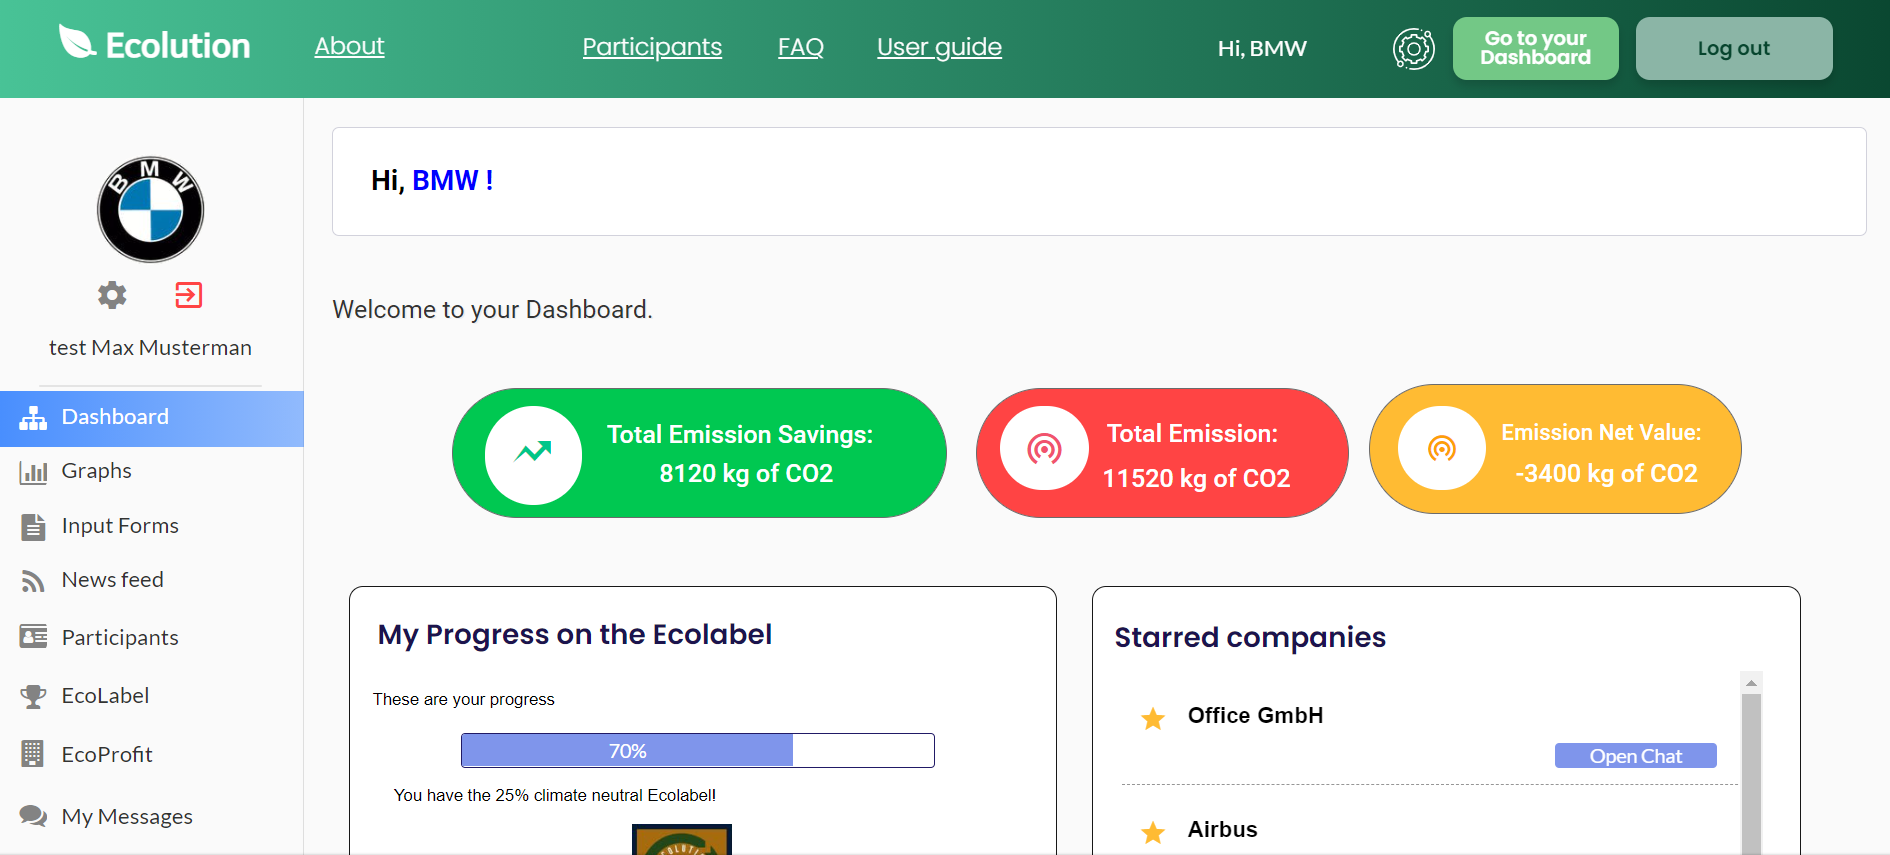 Ecolution
About
Participants
FAQ
User guide
Hi, BMW
Go to your
Dashboard
Log out
BMW
test Max Musterman
Dashboard
Graphs
Input Forms
News feed
Participants
EcoLabel
EcoProfit
My Messages
Hi, BMW !
Welcome to your Dashboard.
Total Emission Savings:
8120 kg of CO2
Total Emission:
11520 kg of CO2
Emission Net Value:
-3400 kg of CO2
My Progress on the Ecolabel
These are your progress
70%
You have the 25% climate neutral Ecolabel!
Starred companies
Office GmbH
Open Chat
Airbus